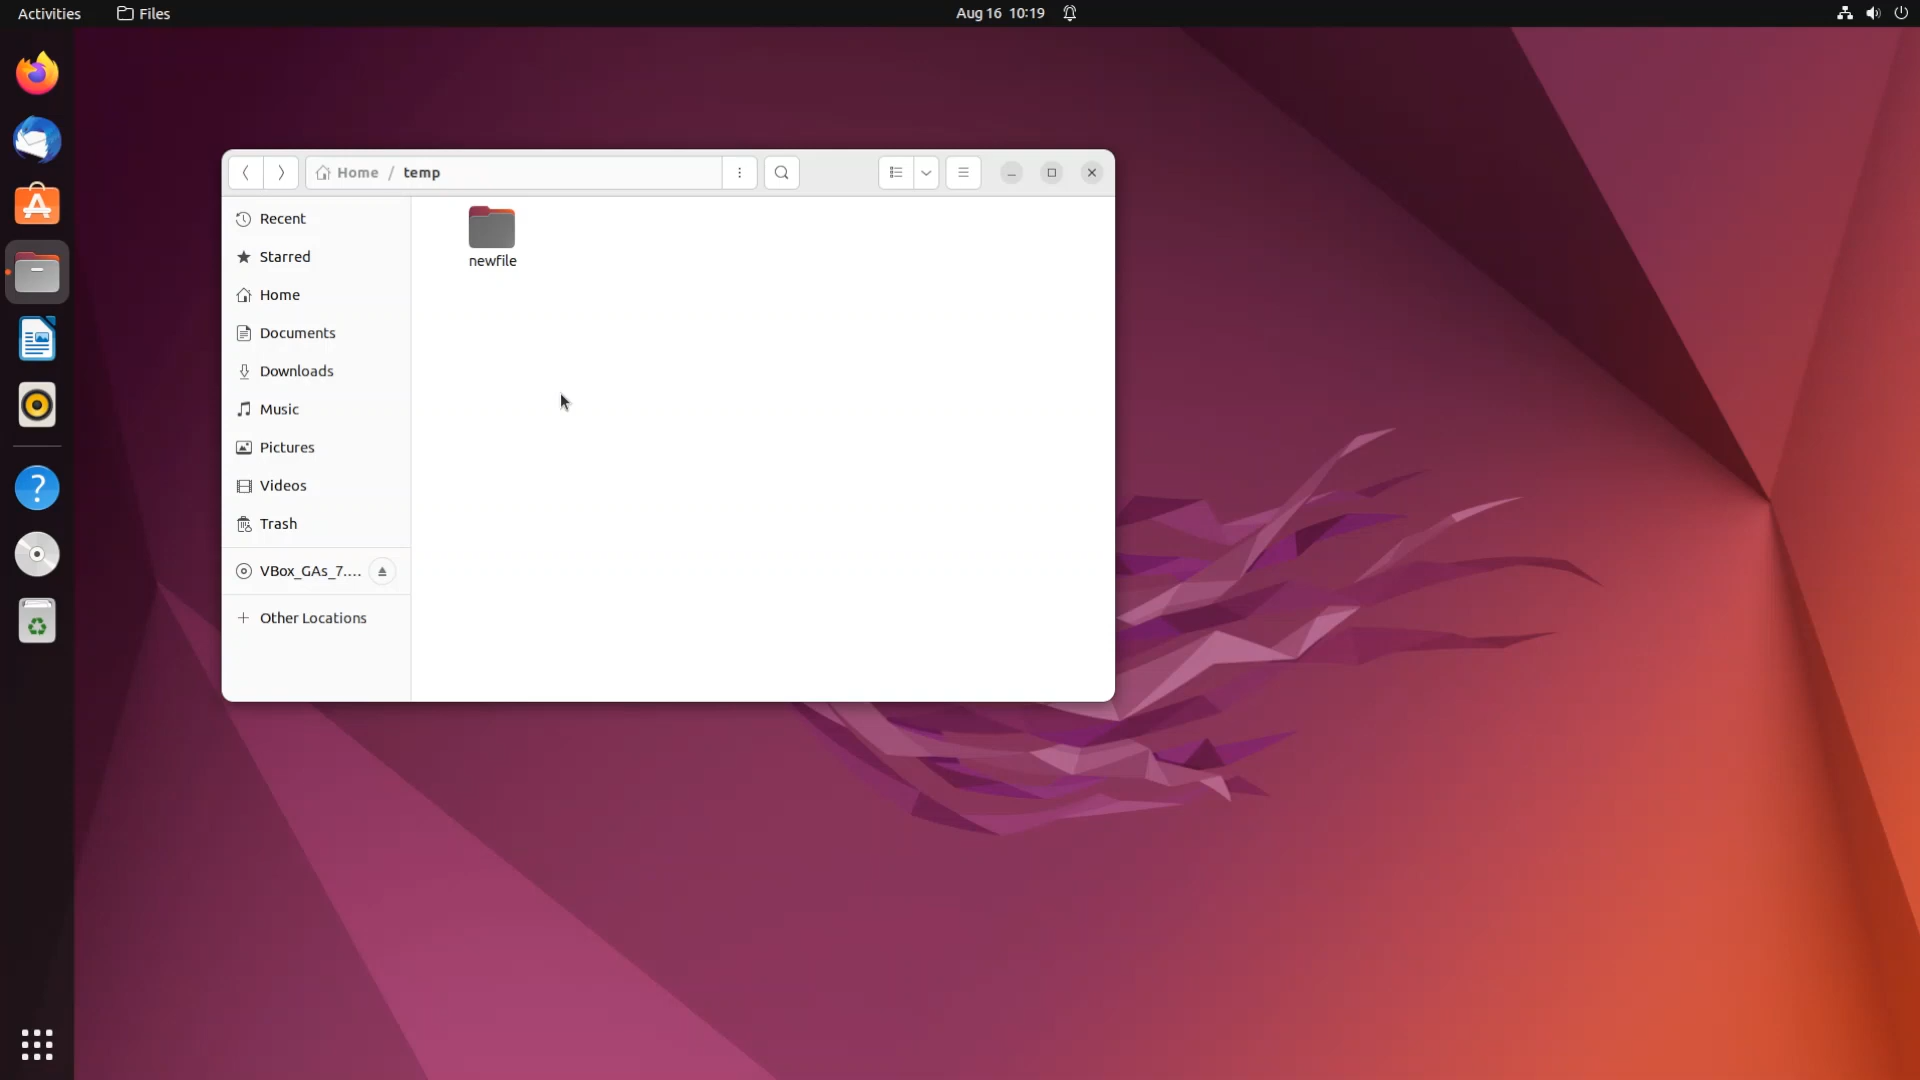 Activities Files Aug 16 10:19
Home / temp
Recent
Starred
Home
Documents
Downloads
Music
Pictures
Videos
Trash
VBox_GAs_7....
Other Locations
newfile